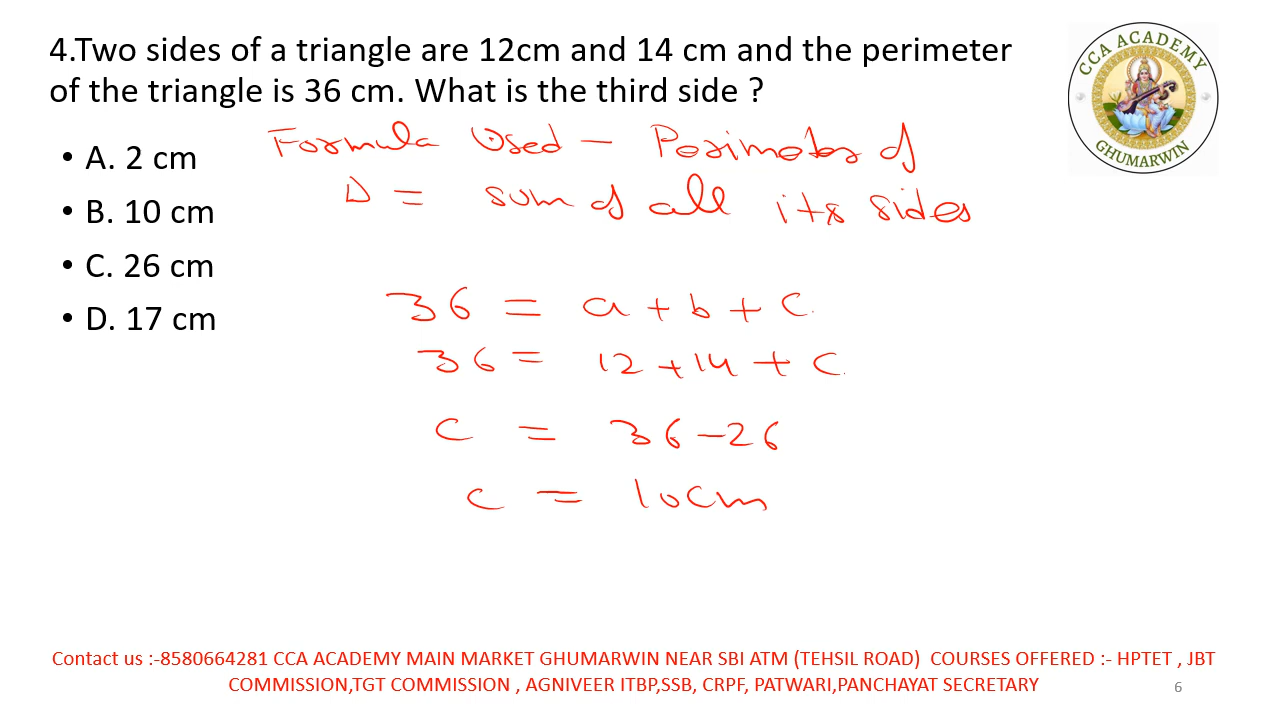 4.Two sides of a triangle are 12cm and 14 cm and the perimeter
of the triangle is 36 cm. What is the third side ?
CCA ACADEMY
GHUMARWIN
• A. 2 cm
• B. 10 cm
• C. 26 cm
• D. 17 cm
Formula Used — Perimeter of
Δ = sum of all its sides
36 = a + b + c
36 = 12 + 14 + c
c = 36 - 26
c = 10cm
Contact us :-8580664281 CCA ACADEMY MAIN MARKET GHUMARWIN NEAR SBI ATM (TEHSIL ROAD) COURSES OFFERED :- HPTET , JBT
COMMISSION,TGT COMMISSION , AGNIVEER ITBP,SSB, CRPF, PATWARI,PANCHAYAT SECRETARY
6